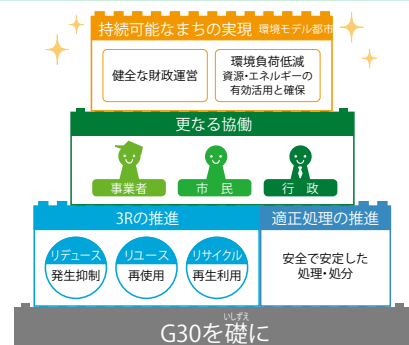 持続可能なまちの実現 環境モデル都市
健全な財政運営
環境負荷低減
資源・エネルギーの
有効活用と確保
更なる協働
事業者
市 民
行 政
3Rの推進
適正処理の推進
リデュース
発生抑制
リユース
再使用
リサイクル
再生利用
安全で安定した
処理・処分
いしずえ
G30を礎に